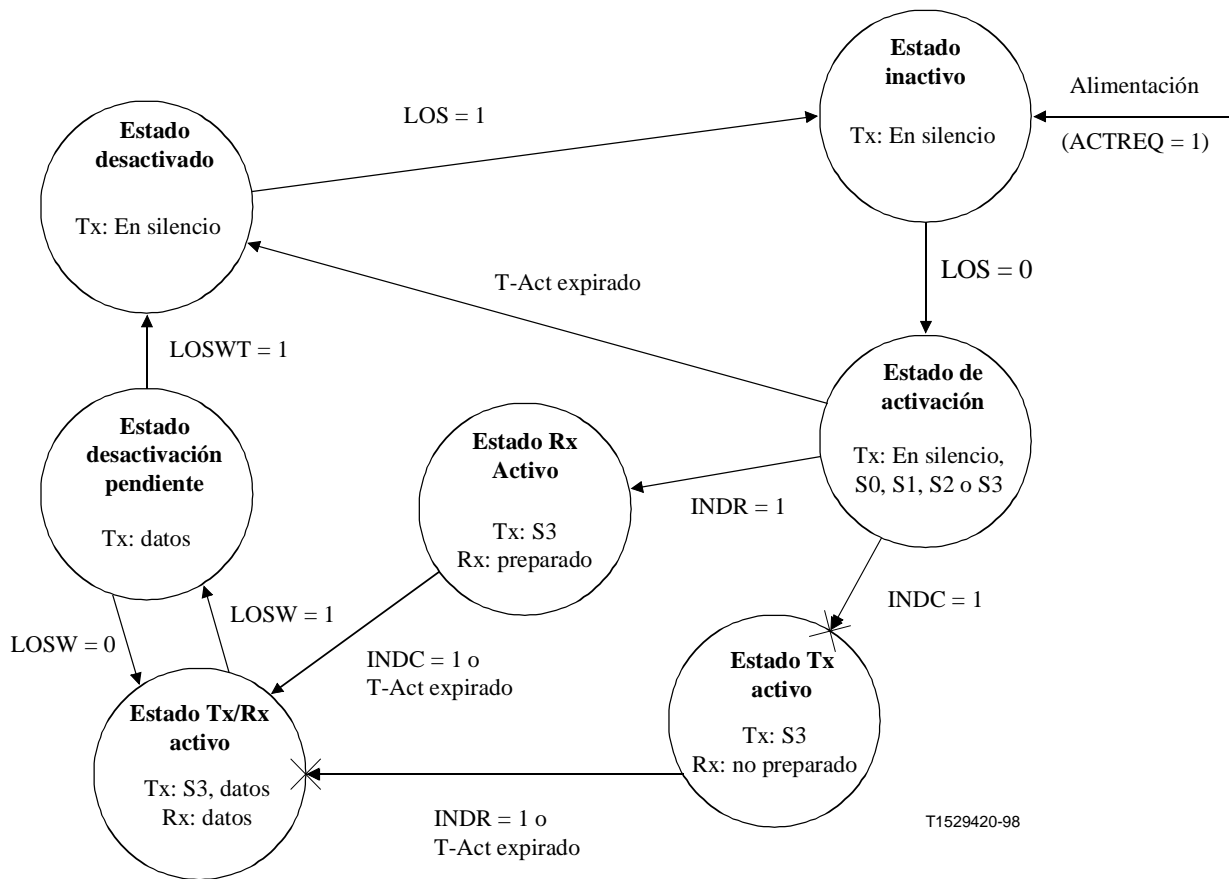 Estado
inactivo
Tx: En silencio
Alimentación
(ACTREQ = 1)
LOS = 1
Estado
desactivado
Tx: En silencio
LOS = 0
T-Act expirado
LOSWT = 1
Estado de
activación
Tx: En silencio,
S0, S1, S2 o S3
Estado
desactivación
pendiente
Tx: datos
Estado Rx
Activo
Tx: S3
Rx: preparado
INDR = 1
INDC = 1
LOSW = 1
LOSW = 0
INDC = 1 o
T-Act expirado
Estado Tx
activo
Tx: S3
Rx: no preparado
Estado Tx/Rx
activo
Tx: S3, datos
Rx: datos
INDR = 1 o
T-Act expirado
T1529420-98